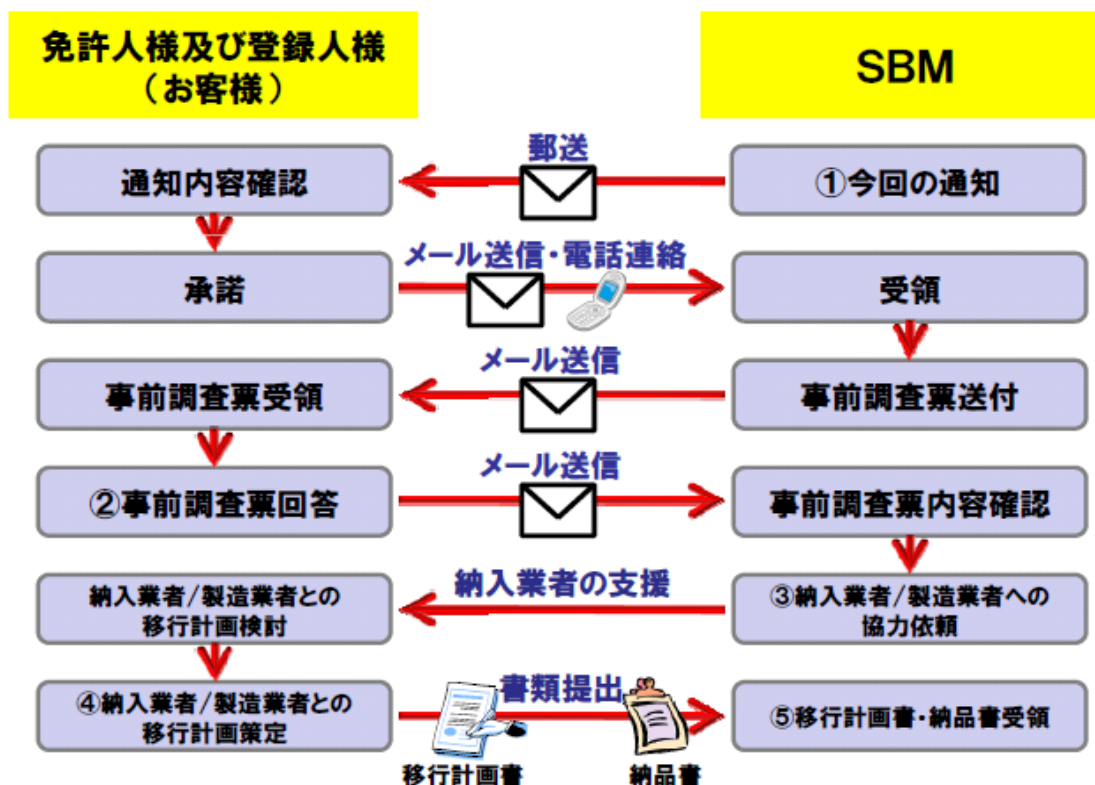 免許人様及び登録人様
（お客様）
SBM
郵送
通知内容確認
①今回の通知
メール送信・電話連絡
承諾
受領
メール送信
事前調査票受領
事前調査票送付
メール送信
②事前調査票回答
事前調査票内容確認
納入業者の支援
納入業者/製造業者との
移行計画検討
③納入業者/製造業者への
協力依頼
書類提出
④納入業者/製造業者との
移行計画策定
⑤移行計画書・納品書受領
移行計画書
納品書